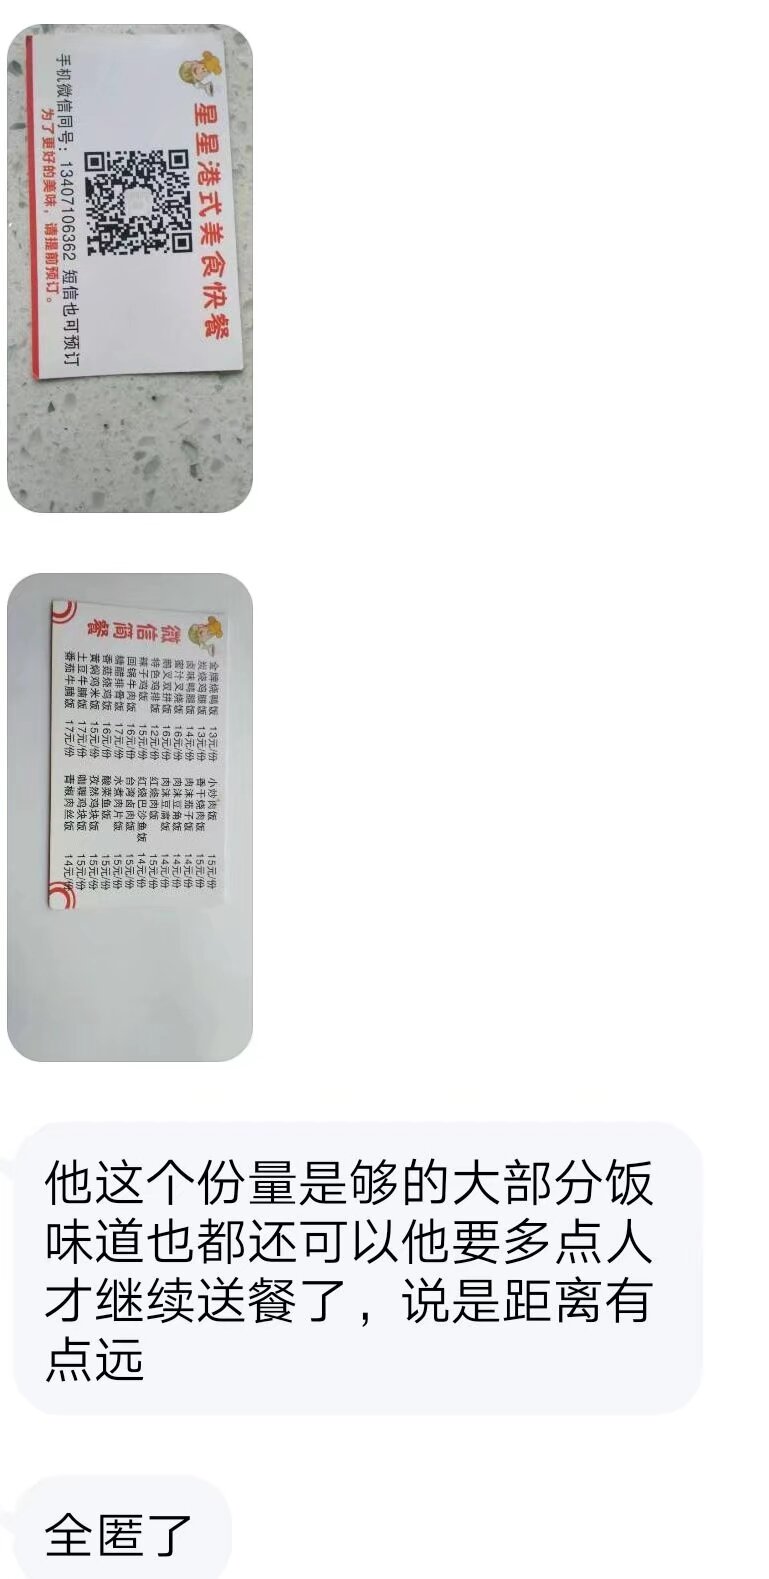 星星港式美食快餐
手机微信同号：13407106362 短信也可预订
为了更好的美味，请提前预订。
微信简餐
金牌烧鸭饭 13元/份 小炒肉饭 15元/份
炭烧鸡腿饭 13元/份 香干烧肉饭 15元/份
卤味鸭腿饭 14元/份 肉沫茄子饭 14元/份
蜜汁叉烧饭 16元/份 肉沫豆角饭 14元/份
鹅叉双拼饭 16元/份 肉沫豆腐饭 14元/份
特色鸡排饭 12元/份 红烧肉饭 15元/份
辣子鸡饭 15元/份 红烧巴沙鱼饭 14元/份
回锅牛肉饭 16元/份 台湾卤肉饭 15元/份
糖醋排骨饭 17元/份 水煮肉片饭 15元/份
香菇烧鸡饭 16元/份 酸菜鱼饭 15元/份
黄焖鸡米饭 15元/份 孜然鸡块饭 15元/份
土豆牛腩饭 17元/份 咖喱鸡块饭 15元/份
番茄牛腩饭 17元/份 青椒肉丝饭 14元/份
他这个份量是够的大部分饭
味道也都还可以他要多点人
才继续送餐了，说是距离有
点远
全匿了